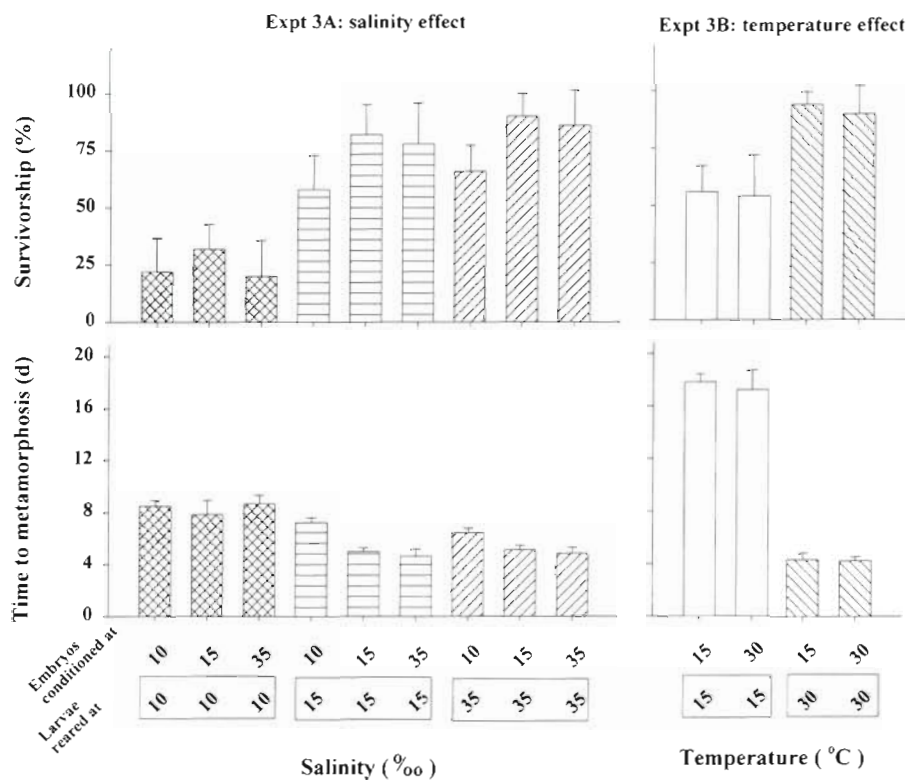 Expt 3A: salinity effect
Expt 3B: temperature effect
Survivorship (%)
100
75
50
25
0
Time to metamorphosis (d)
20
16
12
8
4
0
Embryos
conditioned at
10 15 35 10 15 35 10 15 35 15 30 15 30
Larvae
reared at
10 10 10 15 15 15 35 35 35 15 15 30 30
Salinity (‰)
Temperature (°C)